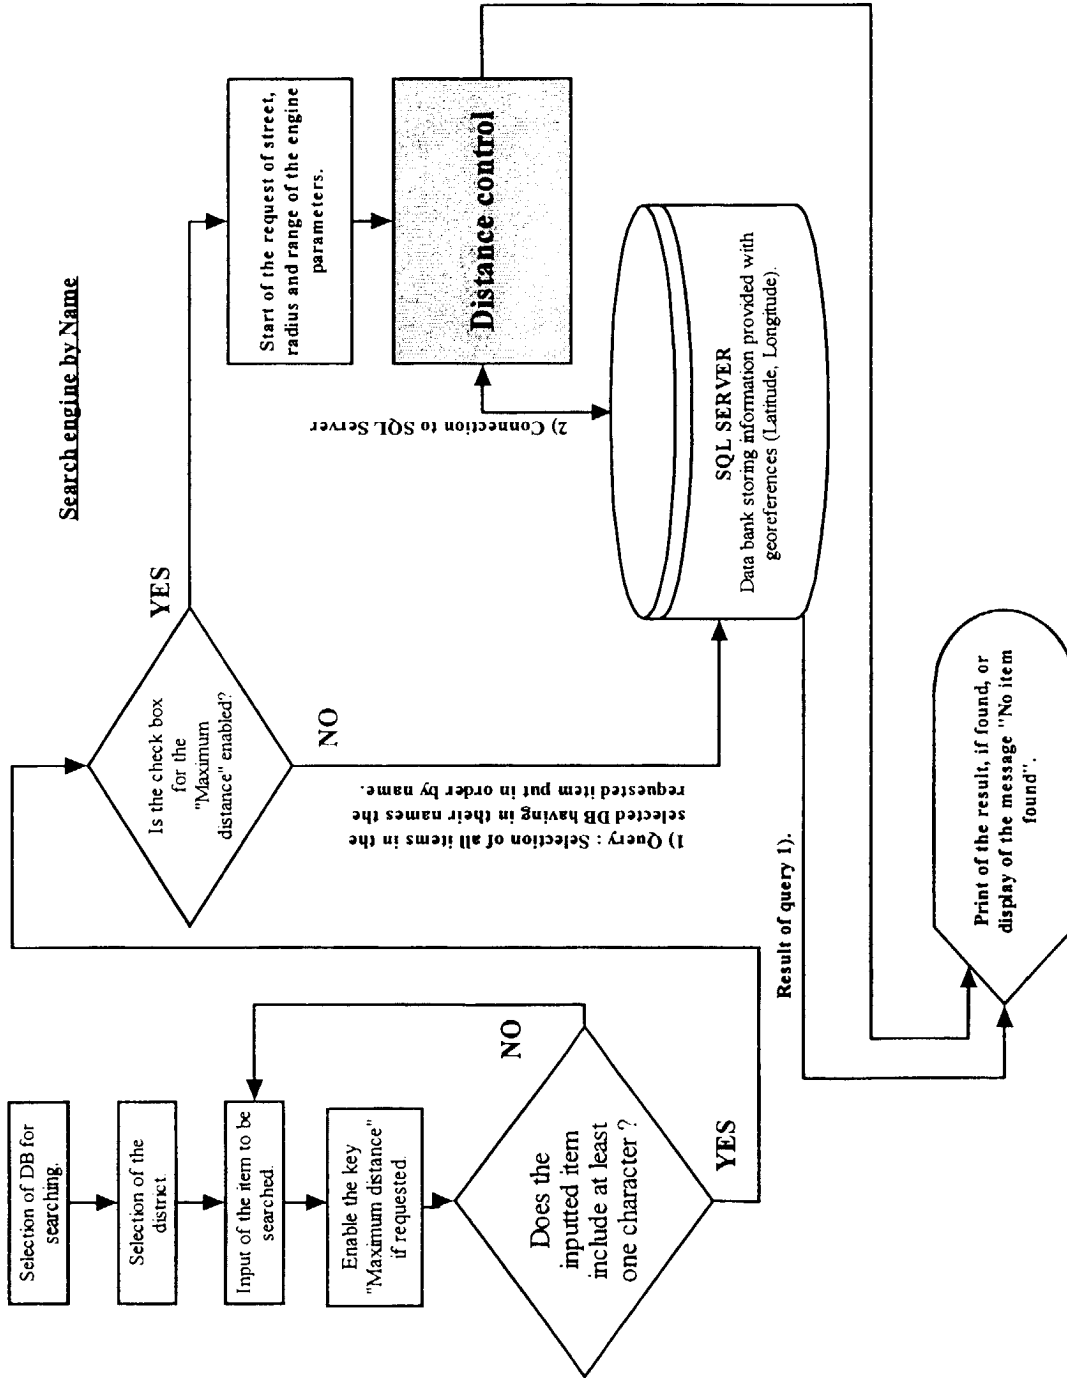 Search engine by Name
Selection of DB for
searching.
Selection of the
district.
Input of the item to be
searched.
Enable the key
"Maximum distance"
if requested.
Does the
inputted item
include at least
one character ?
NO
YES
Is the check box
for the
"Maximum
distance" enabled?
YES
NO
Start of the request of street,
radius and range of the engine
parameters.
Distance control
2) Connection to SQL Server
1) Query : Selection of all items in the
selected DB having in their names the
requested item put in order by name.
SQL SERVER
Data bank storing information provided with
georeferences (Latitude, Longitude).
Result of query 1).
Print of the result, if found, or
display of the message "No item
found".